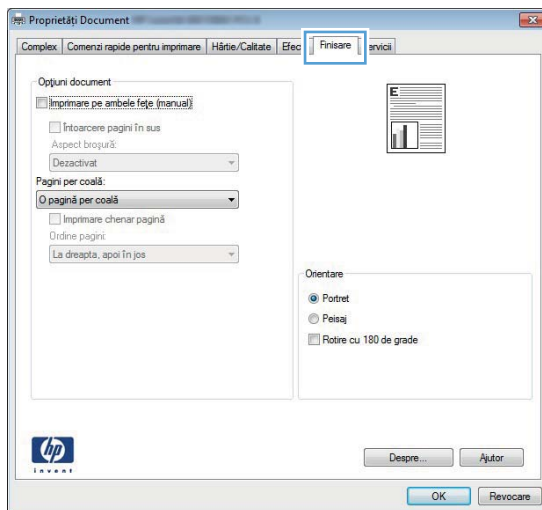 Proprietăți Document
Complex
Comenzi rapide pentru imprimare
Hârtie/Calitate
Efec
Finisare
ervicii
Opțiuni document
Imprimare pe ambele fețe (manual)
Întoarcere pagini în sus
Aspect broșură:
Dezactivat
Pagini per coală:
O pagină per coală
Imprimare chenar pagină
Ordine pagini:
La dreapta, apoi în jos
E
Orientare
Portret
Peisaj
Rotire cu 180 de grade
hp
invent
Despre...
Ajutor
OK
Revocare